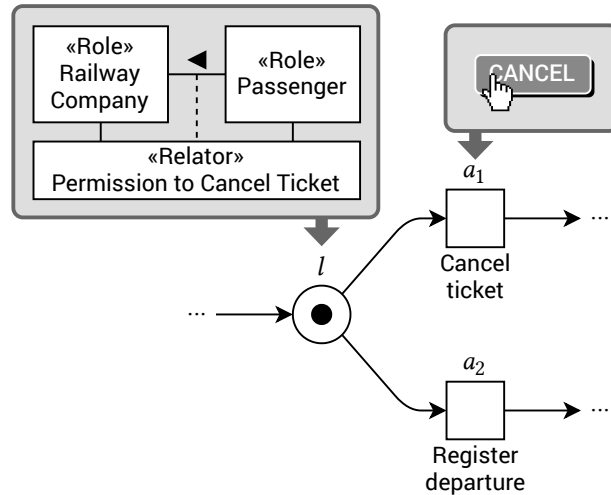 «Role»
Railway
Company
«Role»
Passenger
«Relator»
Permission to Cancel Ticket
CANCEL
l
a₁
Cancel
ticket
...
...
a₂
Register
departure
...